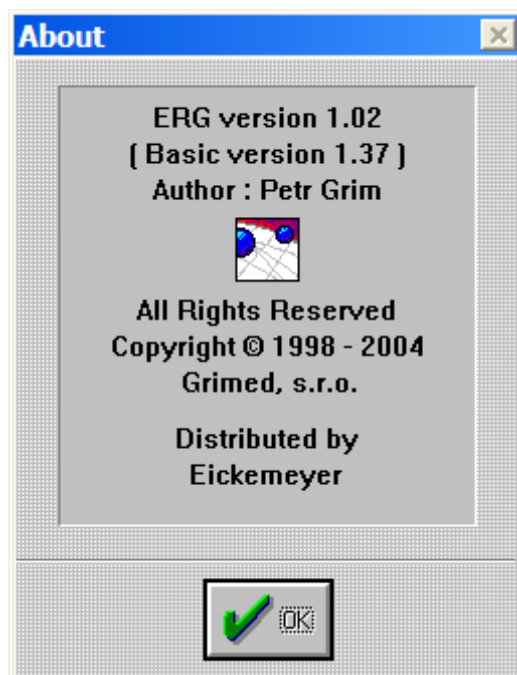 About
ERG version 1.02
( Basic version 1.37 )
Author : Petr Grim
All Rights Reserved
Copyright © 1998 - 2004
Grimed, s.r.o.
Distributed by
Eickemeyer
OK